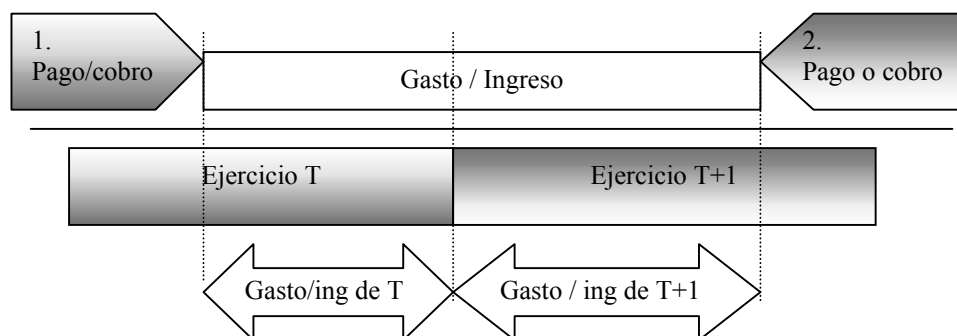 1.
Pago/cobro
Gasto / Ingreso
2.
Pago o cobro
Ejercicio T
Ejercicio T+1
Gasto/ing de T
Gasto / ing de T+1